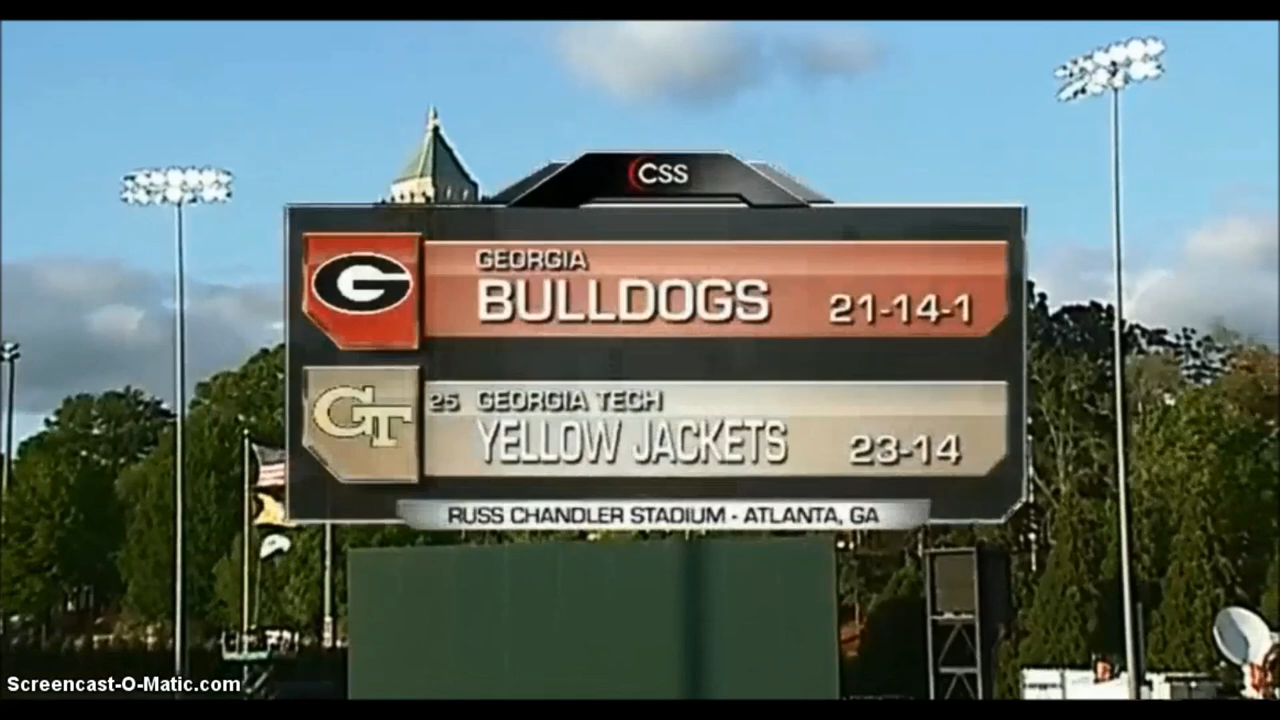 CSS
GEORGIA
BULLDOGS 21-14-1
25 GEORGIA TECH
YELLOW JACKETS 23-14
RUSS CHANDLER STADIUM - ATLANTA, GA
Screencast-O-Matic.com